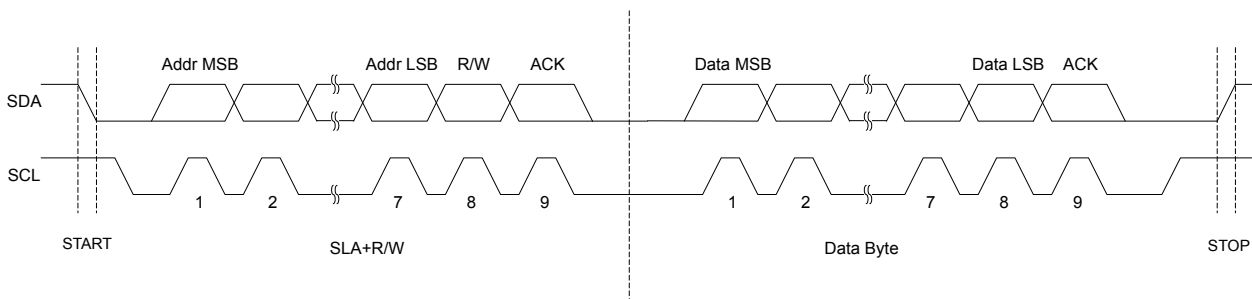 Addr MSB Addr LSB R/W ACK Data MSB Data LSB ACK
SDA
SCL
1 2 7 8 9 1 2 7 8 9
START SLA+R/W Data Byte STOP